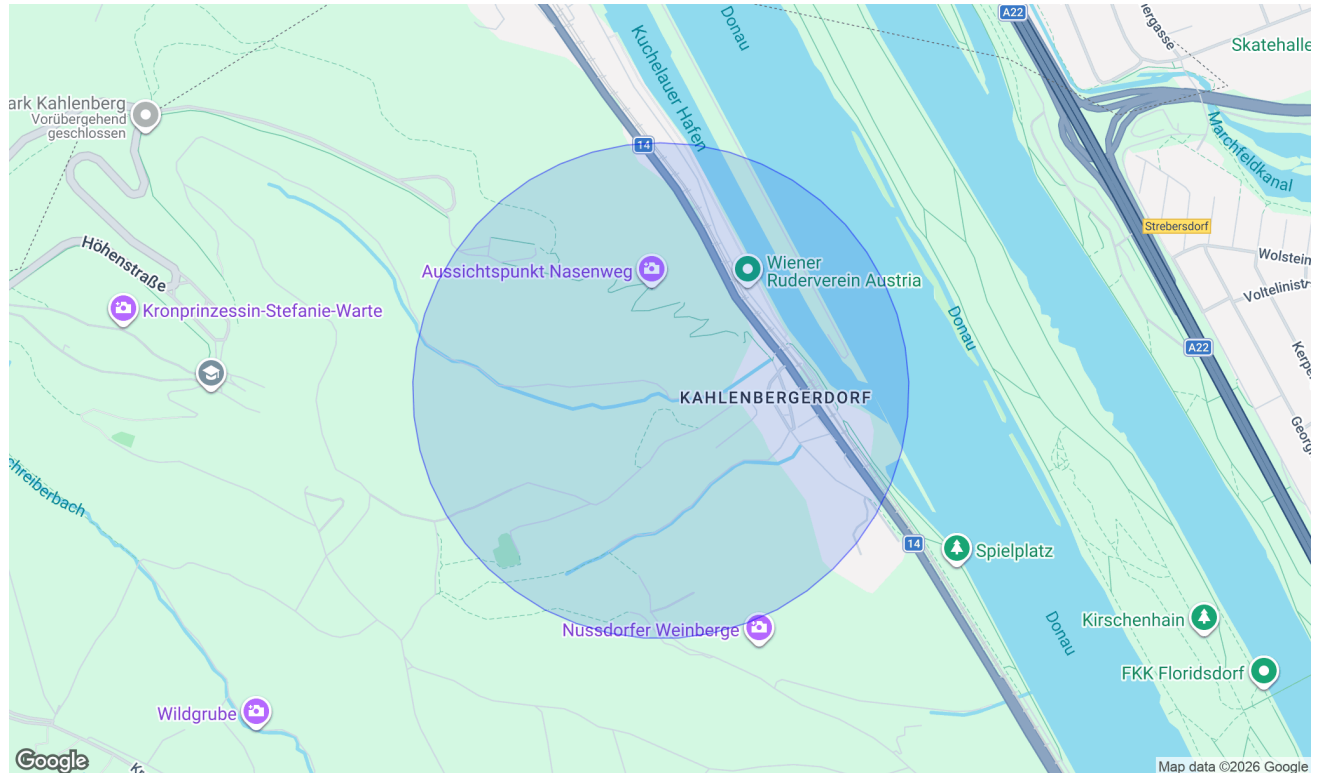 A22
Donau
Kuchelauer Hafen
Skatehalle
ark Kahlenberg
Vorübergehend
geschlossen
14
Marchfeldkanal
Strebersdorf
Höhenstraße
Aussichtspunkt Nasenweg
Wiener
Ruderverein Austria
Wolstein
Voltelinistr
Kronprinzessin-Stefanie-Warte
Donau
A22
KAHLENBERGERDORF
14
Spielplatz
Nussdorfer Weinberge
Donau
Kirschenhain
FKK Floridsdorf
Wildgrube
Google
Map data ©2026 Google